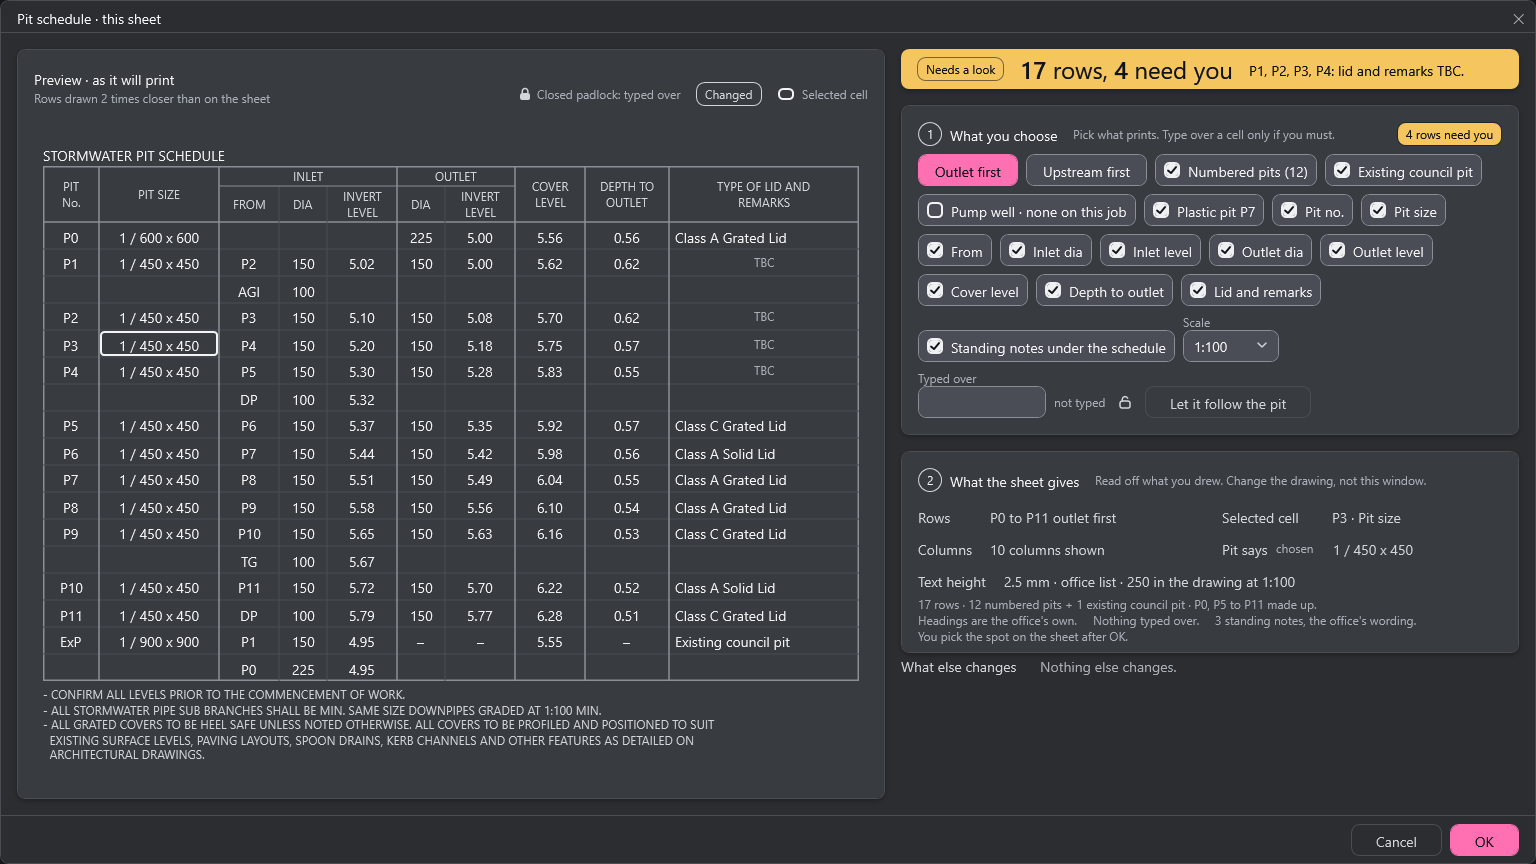 Pit schedule · this sheet
Preview · as it will print
Rows drawn 2 times closer than on the sheet
Closed padlock: typed over
Changed
Selected cell
STORMWATER PIT SCHEDULE
PIT No. PIT SIZE INLET OUTLET COVER LEVEL DEPTH TO OUTLET TYPE OF LID AND REMARKS
FROM DIA INVERT LEVEL DIA INVERT LEVEL
P0 1 / 600 x 600 225 5.00 5.56 0.56 Class A Grated Lid
P1 1 / 450 x 450 P2 150 5.02 150 5.00 5.62 0.62 TBC
AGI 100
P2 1 / 450 x 450 P3 150 5.10 150 5.08 5.70 0.62 TBC
P3 1 / 450 x 450 P4 150 5.20 150 5.18 5.75 0.57 TBC
P4 1 / 450 x 450 P5 150 5.30 150 5.28 5.83 0.55 TBC
DP 100 5.32
P5 1 / 450 x 450 P6 150 5.37 150 5.35 5.92 0.57 Class C Grated Lid
P6 1 / 450 x 450 P7 150 5.44 150 5.42 5.98 0.56 Class A Solid Lid
P7 1 / 450 x 450 P8 150 5.51 150 5.49 6.04 0.55 Class A Grated Lid
P8 1 / 450 x 450 P9 150 5.58 150 5.56 6.10 0.54 Class A Grated Lid
P9 1 / 450 x 450 P10 150 5.65 150 5.63 6.16 0.53 Class C Grated Lid
TG 100 5.67
P10 1 / 450 x 450 P11 150 5.72 150 5.70 6.22 0.52 Class A Solid Lid
P11 1 / 450 x 450 DP 100 5.79 150 5.77 6.28 0.51 Class C Grated Lid
ExP 1 / 900 x 900 P1 150 4.95 – – 5.55 – Existing council pit
P0 225 4.95
- CONFIRM ALL LEVELS PRIOR TO THE COMMENCEMENT OF WORK.
- ALL STORMWATER PIPE SUB BRANCHES SHALL BE MIN. SAME SIZE DOWNPIPES GRADED AT 1:100 MIN.
- ALL GRATED COVERS TO BE HEEL SAFE UNLESS NOTED OTHERWISE. ALL COVERS TO BE PROFILED AND POSITIONED TO SUIT
EXISTING SURFACE LEVELS, PAVING LAYOUTS, SPOON DRAINS, KERB CHANNELS AND OTHER FEATURES AS DETAILED ON
ARCHITECTURAL DRAWINGS.
Needs a look 17 rows, 4 need you P1, P2, P3, P4: lid and remarks TBC.
1 What you choose Pick what prints. Type over a cell only if you must. 4 rows need you
Outlet first Upstream first Numbered pits (12) Existing council pit
Pump well · none on this job Plastic pit P7 Pit no. Pit size
From Inlet dia Inlet level Outlet dia Outlet level
Cover level Depth to outlet Lid and remarks
Scale
Standing notes under the schedule 1:100
Typed over
not typed Let it follow the pit
2 What the sheet gives Read off what you drew. Change the drawing, not this window.
Rows P0 to P11 outlet first Selected cell P3 · Pit size
Columns 10 columns shown Pit says chosen 1 / 450 x 450
Text height 2.5 mm · office list · 250 in the drawing at 1:100
17 rows · 12 numbered pits + 1 existing council pit · P0, P5 to P11 made up.
Headings are the office's own. Nothing typed over. 3 standing notes, the office's wording.
You pick the spot on the sheet after OK.
What else changes Nothing else changes.
Cancel OK